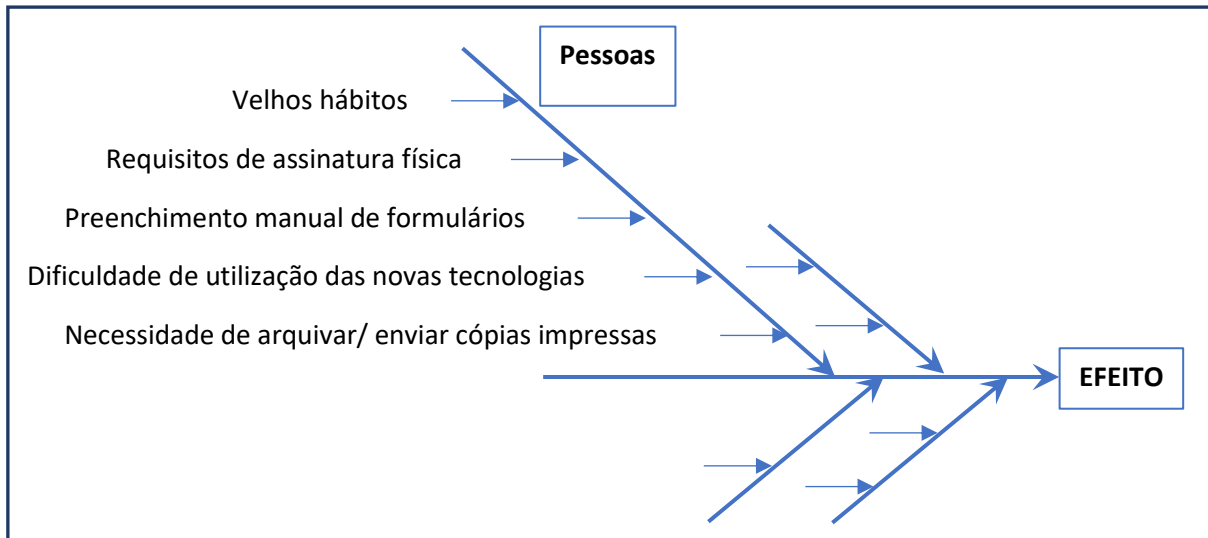 Pessoas
Velhos hábitos
Requisitos de assinatura física
Preenchimento manual de formulários
Dificuldade de utilização das novas tecnologias
Necessidade de arquivar/ enviar cópias impressas
EFEITO